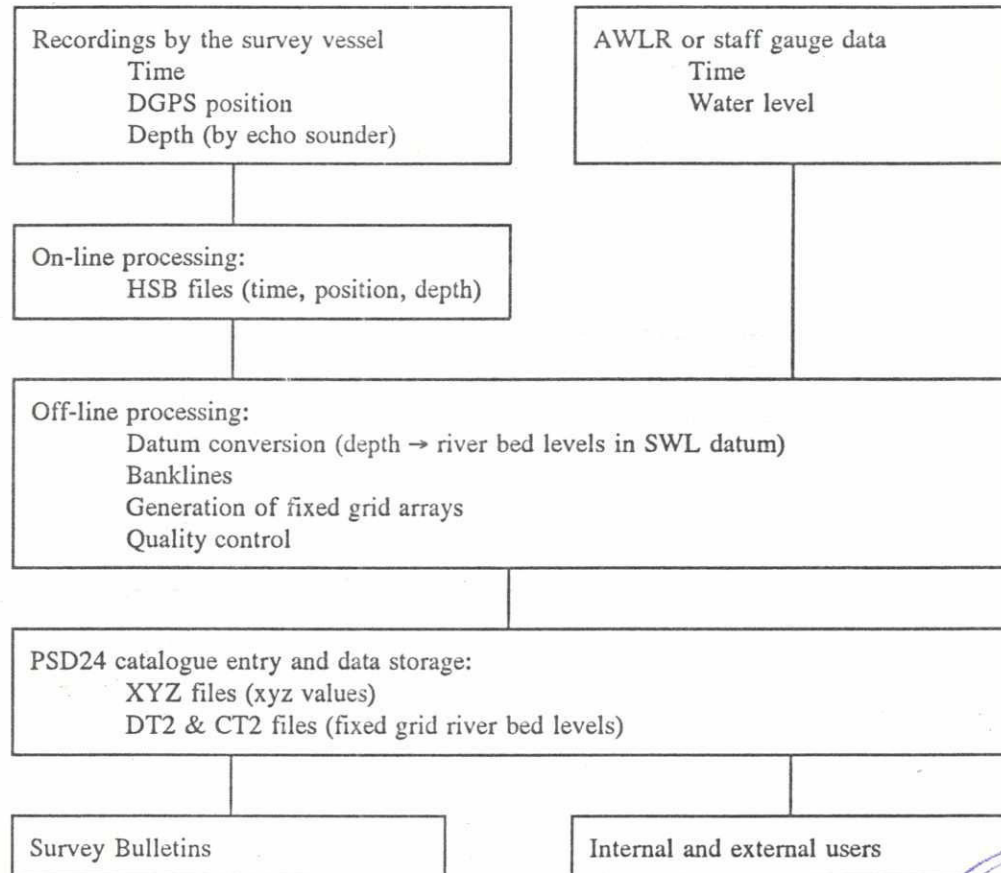 Recordings by the survey vessel
Time
DGPS position
Depth (by echo sounder)
AWLR or staff gauge data
Time
Water level
On-line processing:
HSB files (time, position, depth)
Off-line processing:
Datum conversion (depth → river bed levels in SWL datum)
Banklines
Generation of fixed grid arrays
Quality control
PSD24 catalogue entry and data storage:
XYZ files (xyz values)
DT2 & CT2 files (fixed grid river bed levels)
Survey Bulletins
Internal and external users